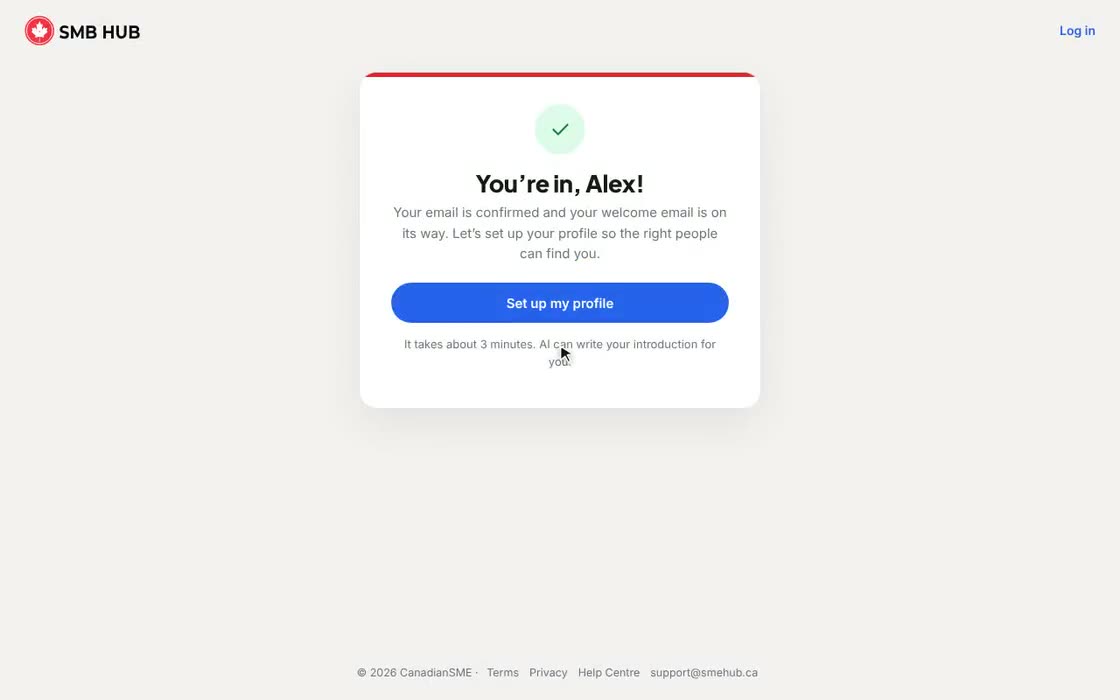 SMB HUB
Log in
You’re in, Alex!
Your email is confirmed and your welcome email is on
its way. Let’s set up your profile so the right people
can find you.
Set up my profile
It takes about 3 minutes. AI can write your introduction for
you.
© 2026 CanadianSME · Terms Privacy Help Centre support@smehub.ca